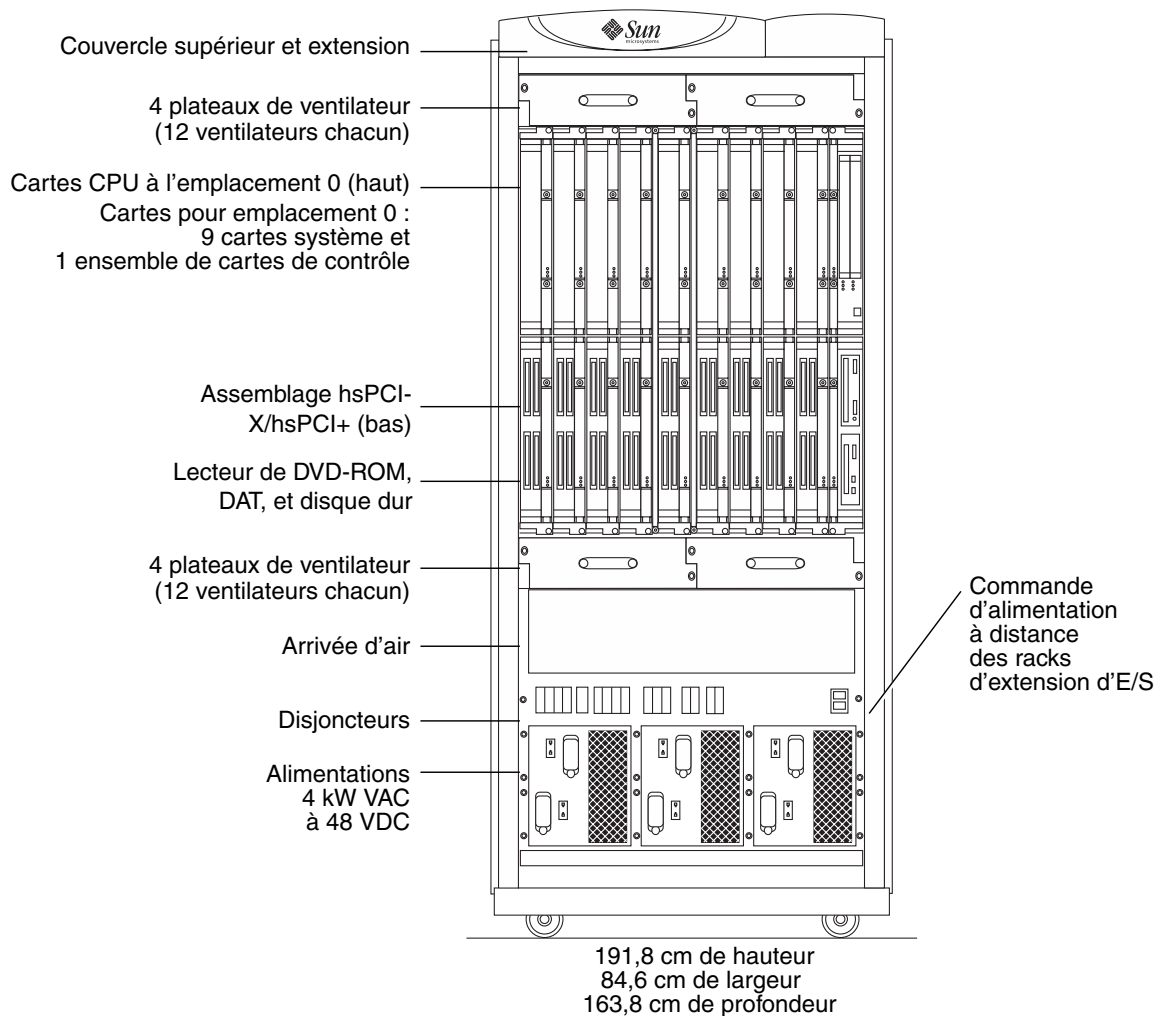 Sun
microsystems
Couvercle supérieur et extension
4 plateaux de ventilateur
(12 ventilateurs chacun)
Cartes CPU à l'emplacement 0 (haut)
Cartes pour emplacement 0 :
9 cartes système et
1 ensemble de cartes de contrôle
Assemblage hsPCI-
X/hsPCI+ (bas)
Lecteur de DVD-ROM,
DAT, et disque dur
4 plateaux de ventilateur
(12 ventilateurs chacun)
Arrivée d'air
Disjoncteurs
Alimentations
4 kW VAC
à 48 VDC
Commande
d'alimentation
à distance
des racks
d'extension d'E/S
191,8 cm de hauteur
84,6 cm de largeur
163,8 cm de profondeur